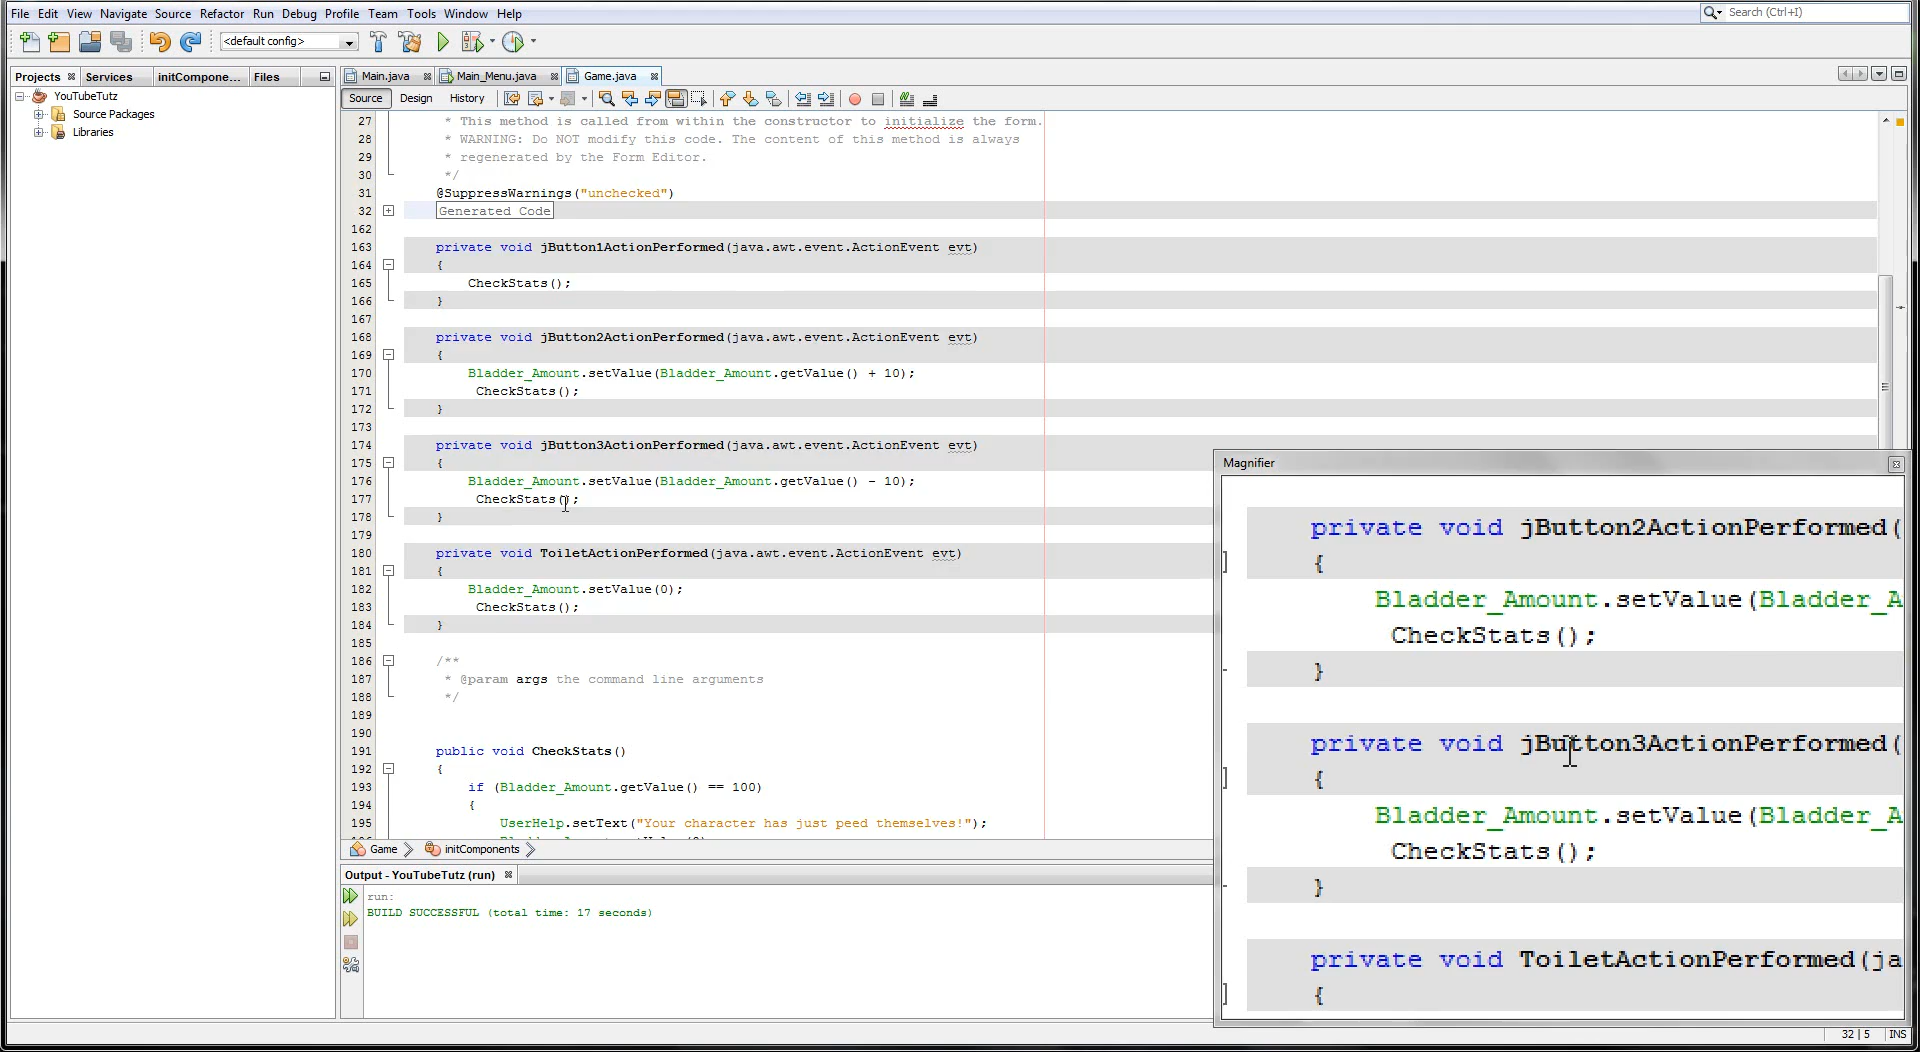 File Edit View Navigate Source Refactor Run Debug Profile Team Tools Window Help
Search (Ctrl+I)
<default config>
Projects Services initCompone... Files
Main.java Main_Menu.java Game.java
YouTubeTutz
Source Packages
Libraries
Source Design History
27 * This method is called from within the constructor to initialize the form.
28 * WARNING: Do NOT modify this code. The content of this method is always
29 * regenerated by the Form Editor.
30 */
31 @SuppressWarnings("unchecked")
32 Generated Code
162
163 private void jButton1ActionPerformed(java.awt.event.ActionEvent evt)
164 {
165 CheckStats();
166 }
167
168 private void jButton2ActionPerformed(java.awt.event.ActionEvent evt)
169 {
170 Bladder_Amount.setValue(Bladder_Amount.getValue() + 10);
171 CheckStats();
172 }
173
174 private void jButton3ActionPerformed(java.awt.event.ActionEvent evt)
175 {
176 Bladder_Amount.setValue(Bladder_Amount.getValue() - 10);
177 CheckStats();
178 }
179
180 private void ToiletActionPerformed(java.awt.event.ActionEvent evt)
181 {
182 Bladder_Amount.setValue(0);
183 CheckStats();
184 }
185
186 /**
187 * @param args the command line arguments
188 */
189
190
191 public void CheckStats()
192 {
193 if (Bladder_Amount.getValue() == 100)
194 {
195 UserHelp.setText("Your character has just peed themselves!");
Game initComponents
Output - YouTubeTutz (run)
run:
BUILD SUCCESSFUL (total time: 17 seconds)
Magnifier
private void jButton2ActionPerformed(
{
Bladder_Amount.setValue(Bladder_A
CheckStats();
}
private void jButton3ActionPerformed(
{
Bladder_Amount.setValue(Bladder_A
CheckStats();
}
private void ToiletActionPerformed(ja
{
32 | 5 INS